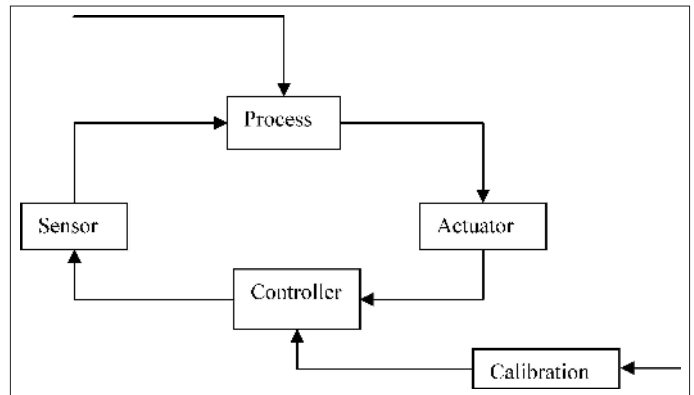 Process
Sensor
Actuator
Controller
Calibration